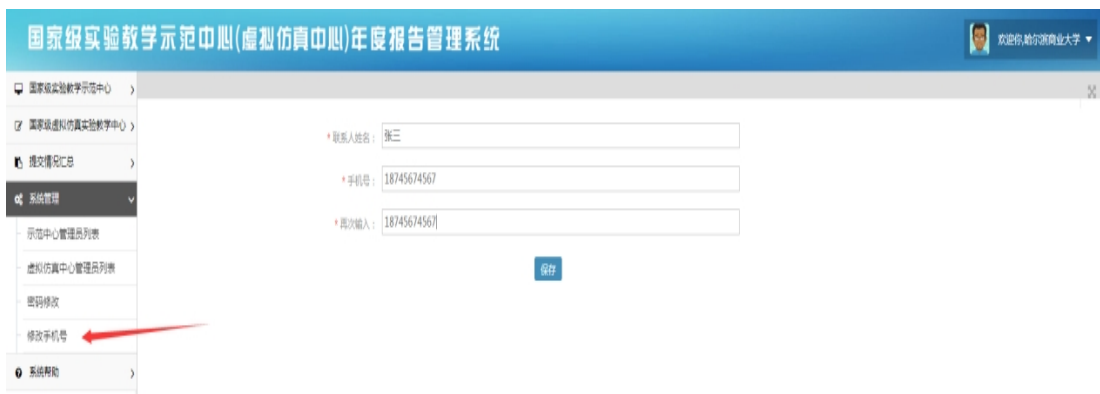 国家级实验教学示范中心(虚拟仿真中心)年度报告管理系统
欢迎你,哈尔滨商业大学
国家级实验教学示范中心
国家级虚拟仿真实验教学中心
提交情况汇总
系统管理
示范中心管理员列表
虚拟仿真中心管理员列表
密码修改
修改手机号
系统帮助
* 联系人姓名： 张三
* 手机号： 18745674567
* 再次输入： 18745674567
保存